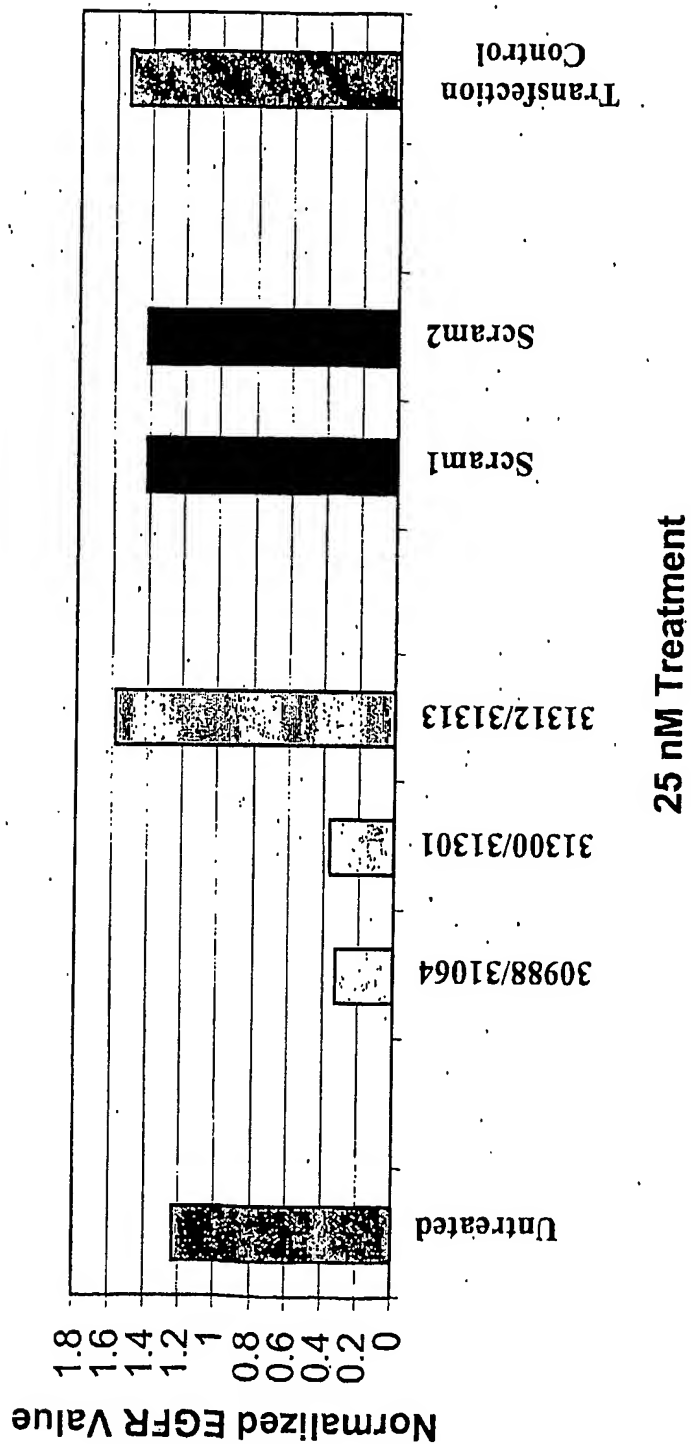 Normalized EGFR Value
1.8
1.6
1.4
1.2
1
0.8
0.6
0.4
0.2
0
Untreated
30988/31064
31300/31301
31312/31313
Scram1
Scram2
Transfection
Control
25 nM Treatment